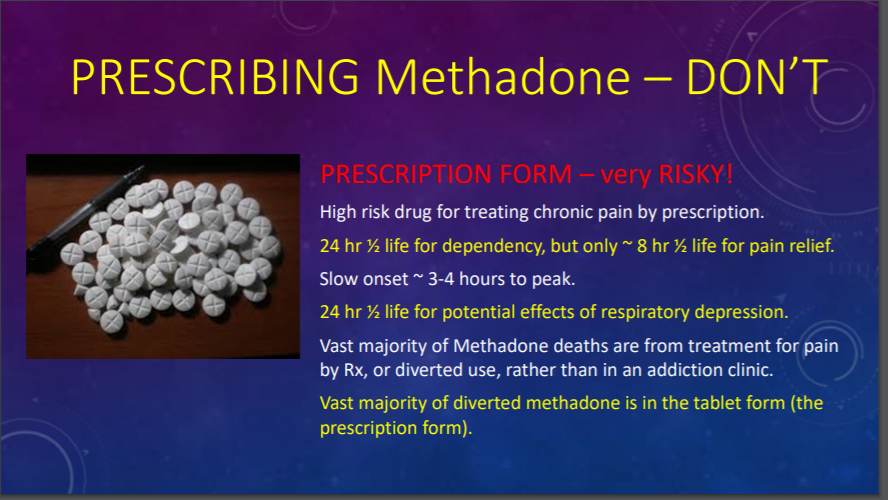 PRESCRIBING Methadone – DON'T
PRESCRIPTION FORM – very RISKY!
High risk drug for treating chronic pain by prescription.
24 hr ½ life for dependency, but only ~ 8 hr ½ life for pain relief.
Slow onset ~ 3-4 hours to peak.
24 hr ½ life for potential effects of respiratory depression.
Vast majority of Methadone deaths are from treatment for pain
by Rx, or diverted use, rather than in an addiction clinic.
Vast majority of diverted methadone is in the tablet form (the
prescription form).